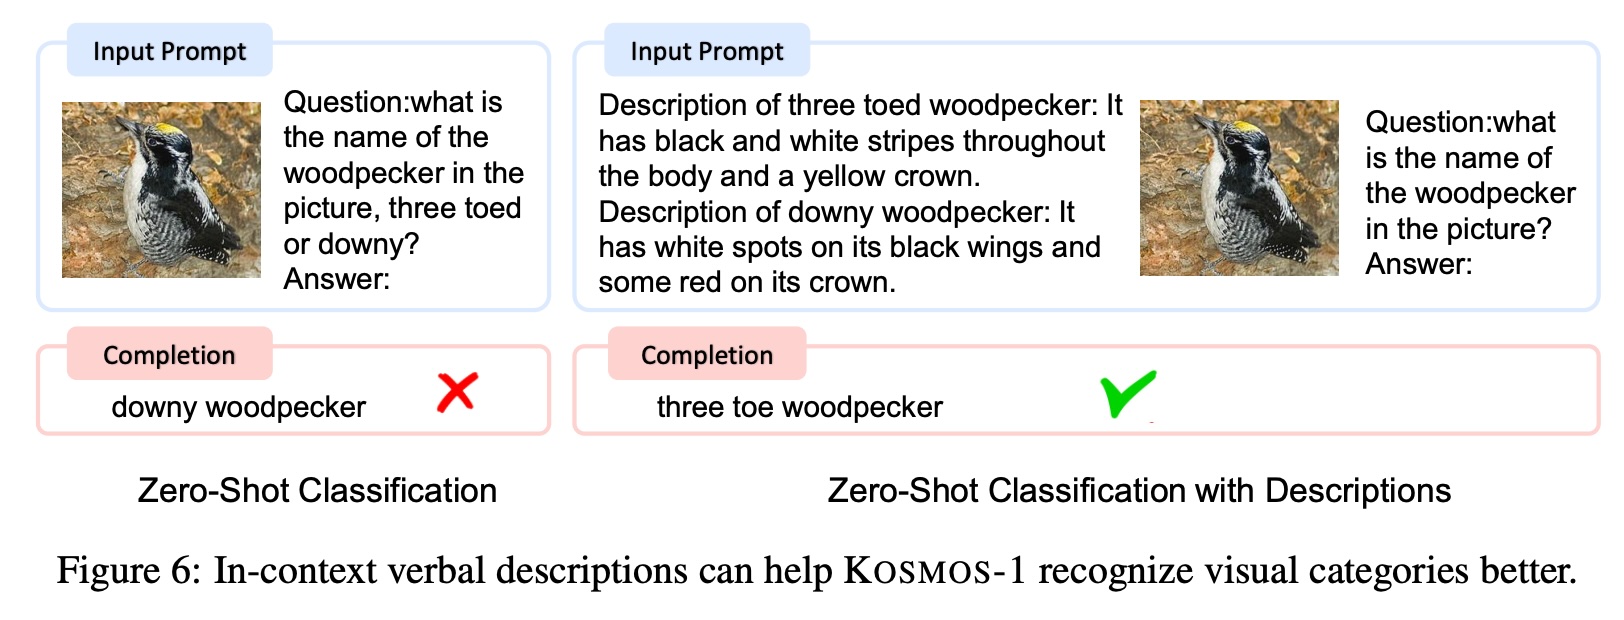 Input Prompt
Question:what is
the name of the
woodpecker in the
picture, three toed
or downy?
Answer:
Completion
downy woodpecker
Zero-Shot Classification
Input Prompt
Description of three toed woodpecker: It
has black and white stripes throughout
the body and a yellow crown.
Description of downy woodpecker: It
has white spots on its black wings and
some red on its crown.
Question:what
is the name of
the woodpecker
in the picture?
Answer:
Completion
three toe woodpecker
Zero-Shot Classification with Descriptions
Figure 6: In-context verbal descriptions can help KOSMOS-1 recognize visual categories better.